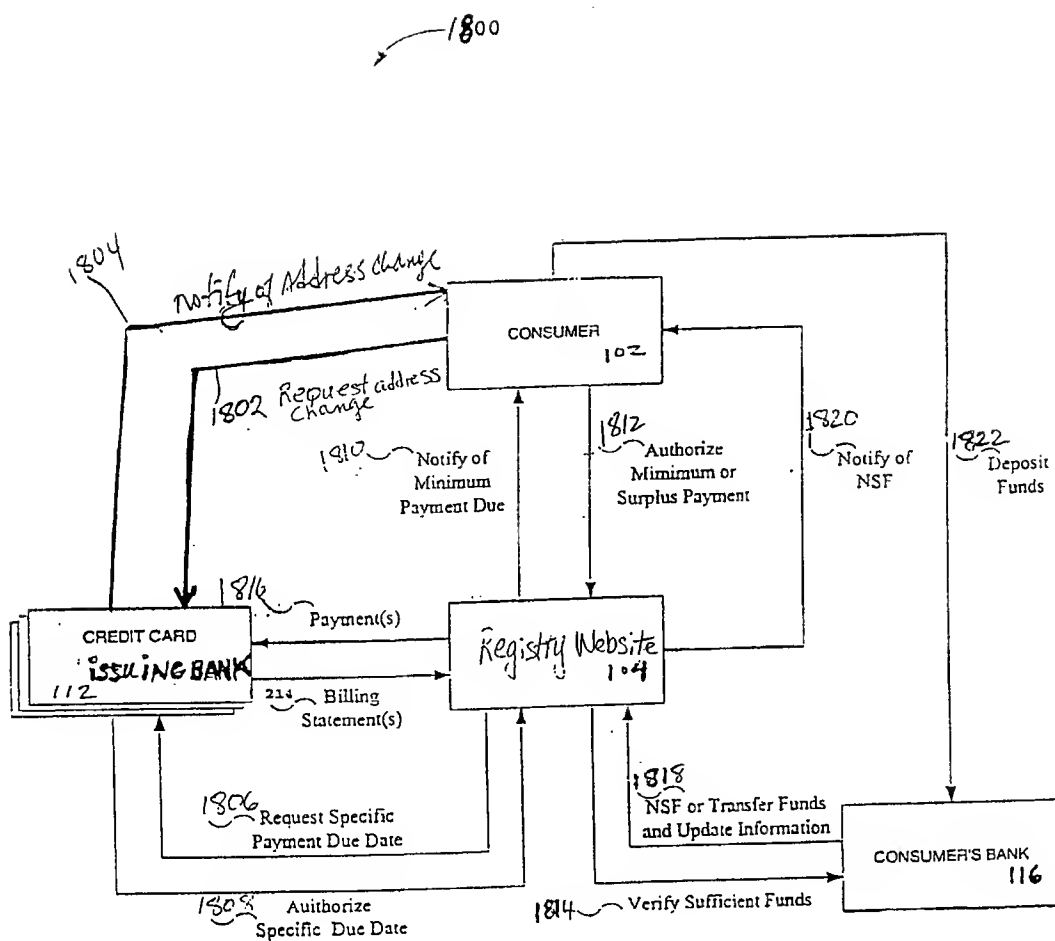 1800
1804
Notify of Address change
CONSUMER
102
1802 Request address
change
1810
Notify of
Minimum
Payment Due
1812
Authorize
Mimimum or
Surplus Payment
1820
Notify of
NSF
1822
Deposit
Funds
1816
Payment(s)
CREDIT CARD
ISSUING BANK
112
Billing
Statement(s)
Registry Website
104
1806
Request Specific
Payment Due Date
1808
Auithorize
Specific Due Date
1818
NSF or Transfer Funds
and Update Information
1814
Verify Sufficient Funds
CONSUMER'S BANK
116